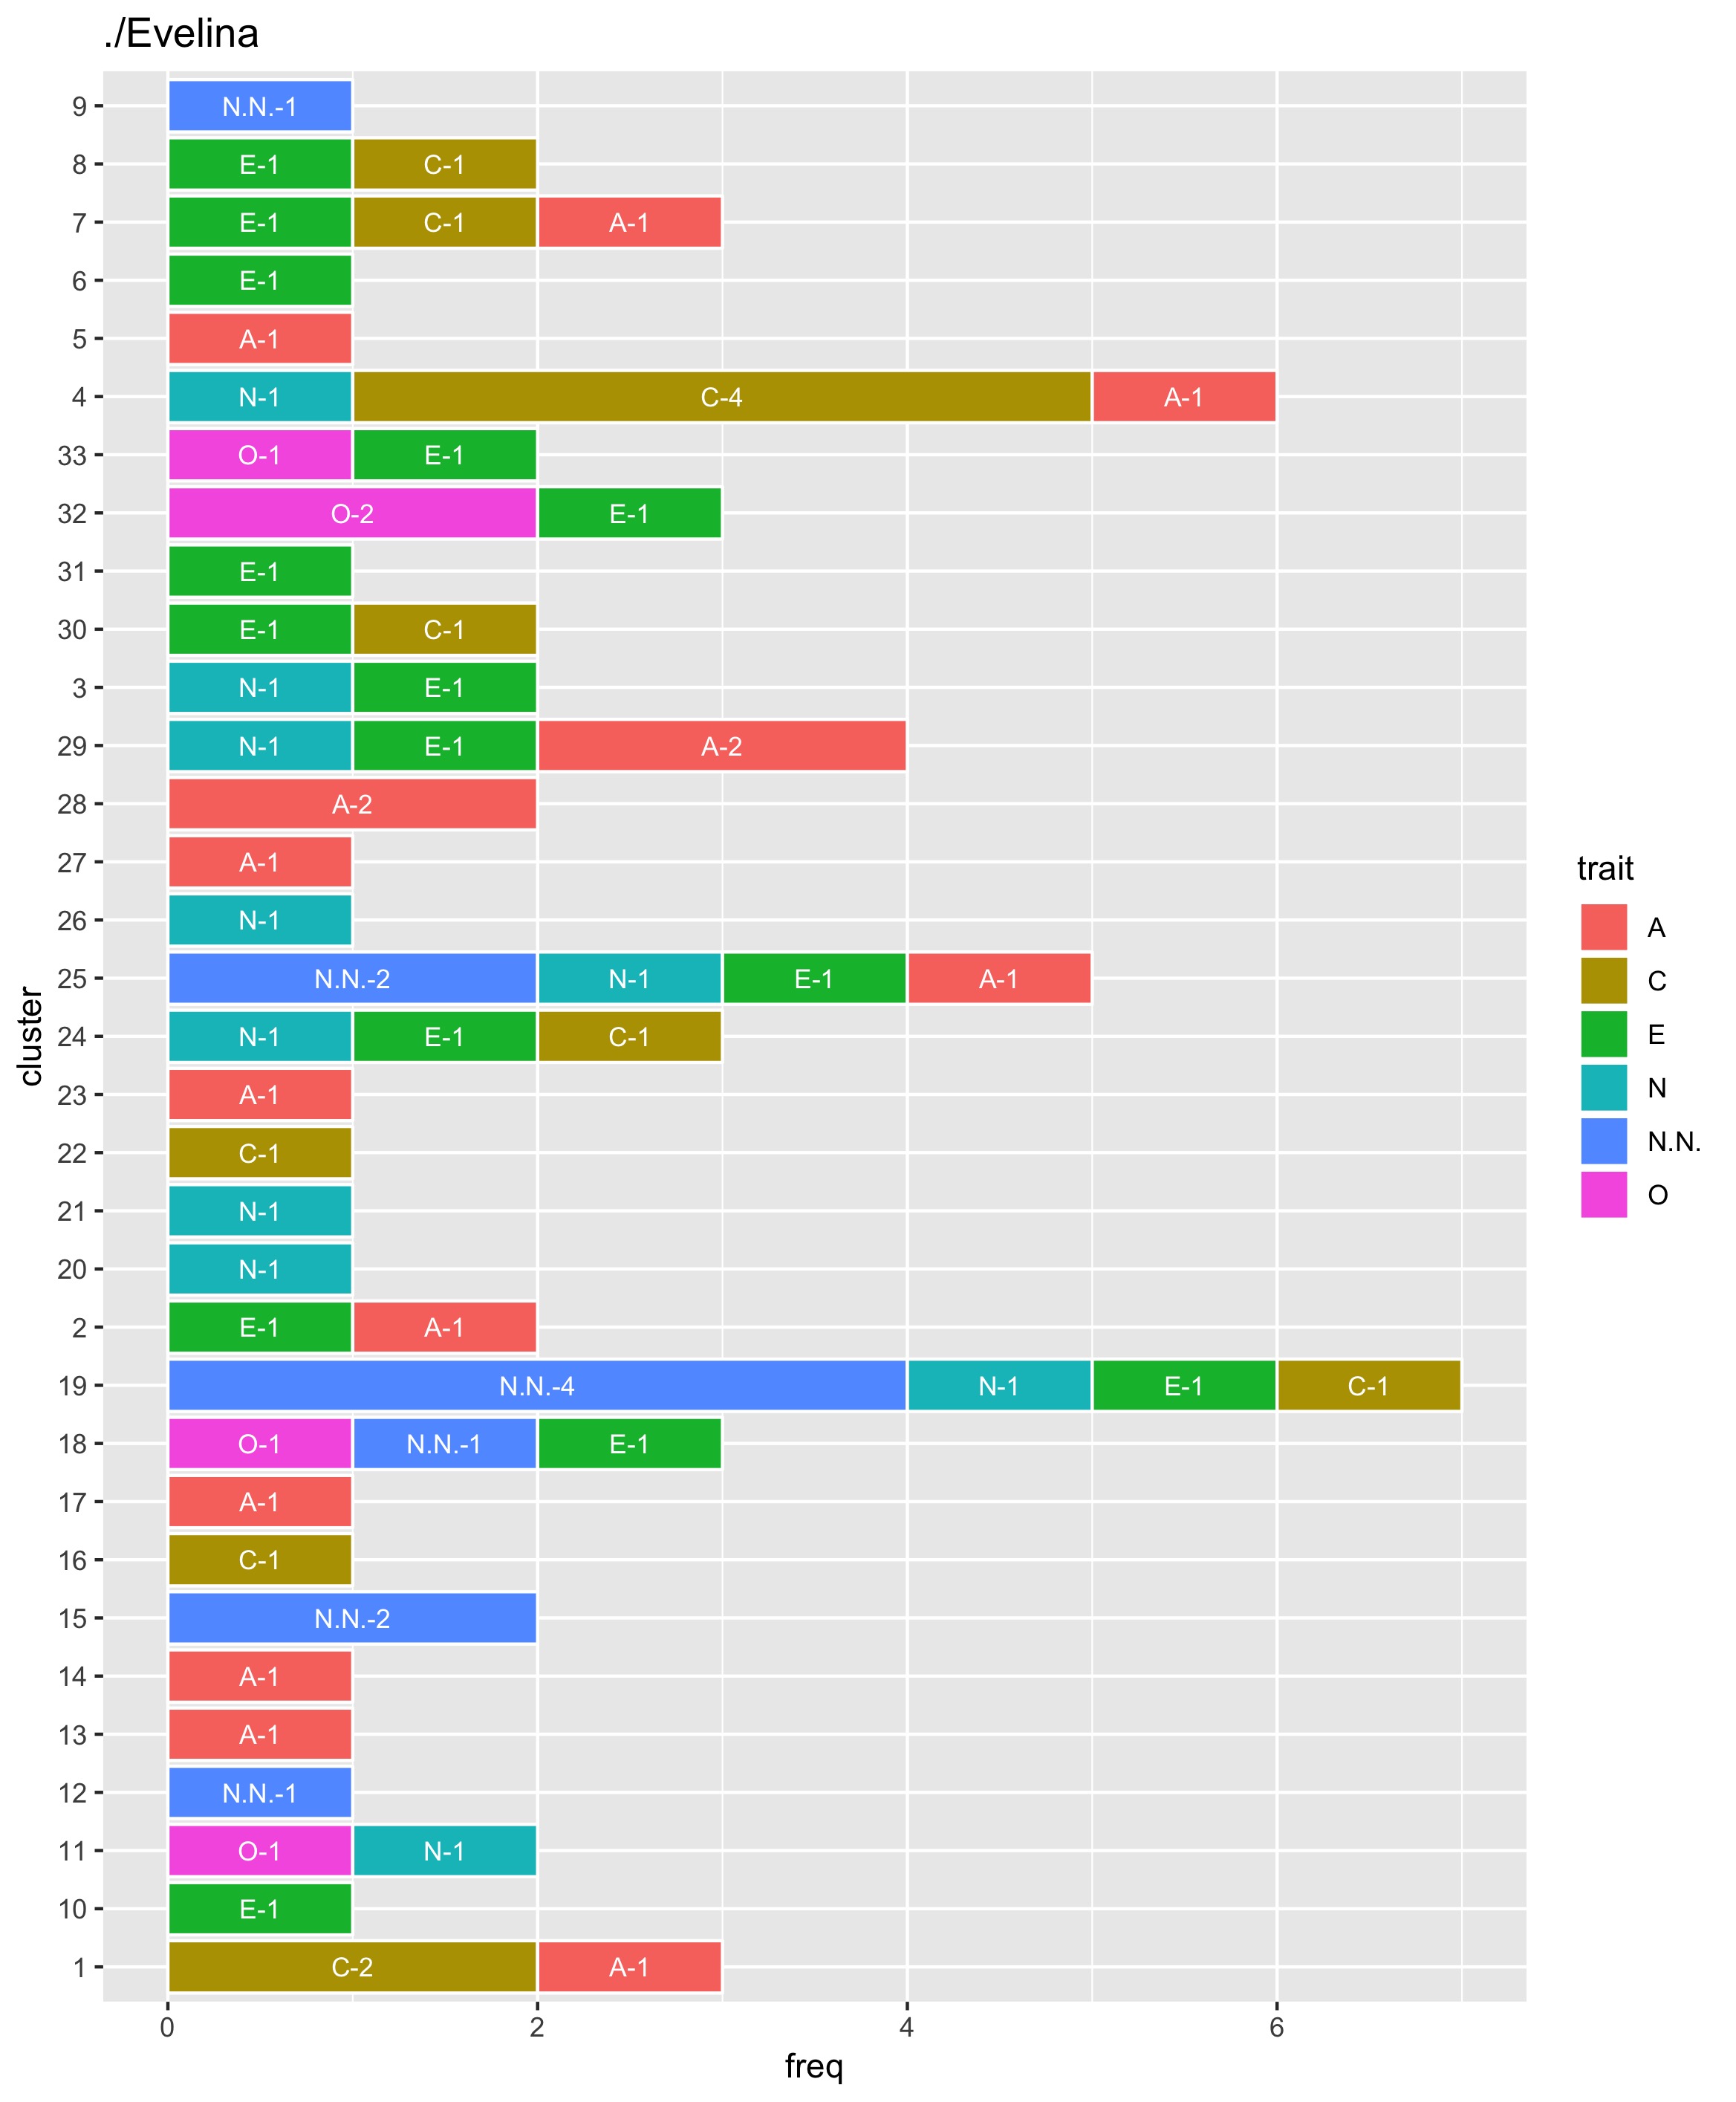 ./Evelina
9 N.N.-1
8 E-1 C-1
7 E-1 C-1 A-1
6 E-1
5 A-1
4 N-1 C-4 A-1
33 O-1 E-1
32 O-2 E-1
31 E-1
30 E-1 C-1
3 N-1 E-1
29 N-1 E-1 A-2
28 A-2
27 A-1
26 N-1
25 N.N.-2 N-1 E-1 A-1
24 N-1 E-1 C-1
23 A-1
22 C-1
21 N-1
20 N-1
2 E-1 A-1
19 N.N.-4 N-1 E-1 C-1
18 O-1 N.N.-1 E-1
17 A-1
16 C-1
15 N.N.-2
14 A-1
13 A-1
12 N.N.-1
11 O-1 N-1
10 E-1
1 C-2 A-1
0 2 4 6
freq
cluster
trait
A
C
E
N
N.N.
O